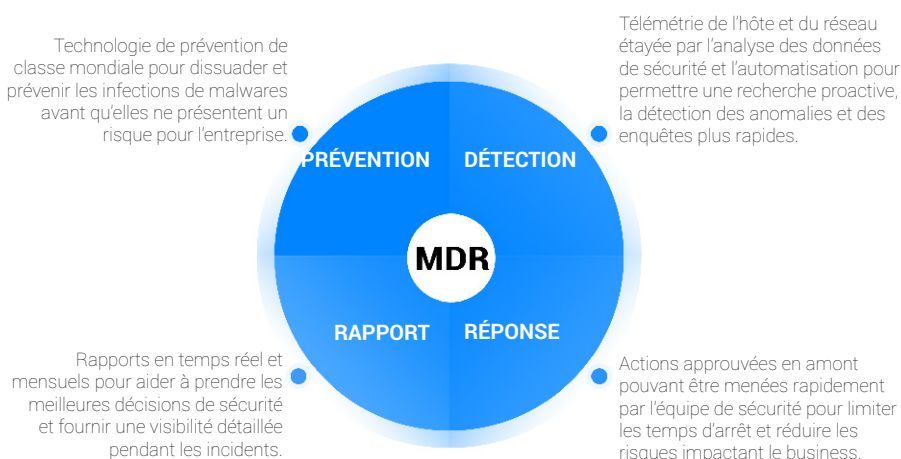 Technologie de prévention de
classe mondiale pour dissuader et
prévenir les infections de malwares
avant qu'elles ne présentent un
risque pour l'entreprise.
Télémétrie de l'hôte et du réseau
étayée par l'analyse des données
de sécurité et l'automatisation pour
permettre une recherche proactive,
la détection des anomalies et des
enquêtes plus rapides.
PRÉVENTION
DÉTECTION
MDR
RAPPORT
RÉPONSE
Rapports en temps réel et
mensuels pour aider à prendre les
meilleures décisions de sécurité
et fournir une visibilité détaillée
pendant les incidents.
Actions approuvées en amont
pouvant être menées rapidement
par l'équipe de sécurité pour limiter
les temps d'arrêt et réduire les
risques impactant le business.